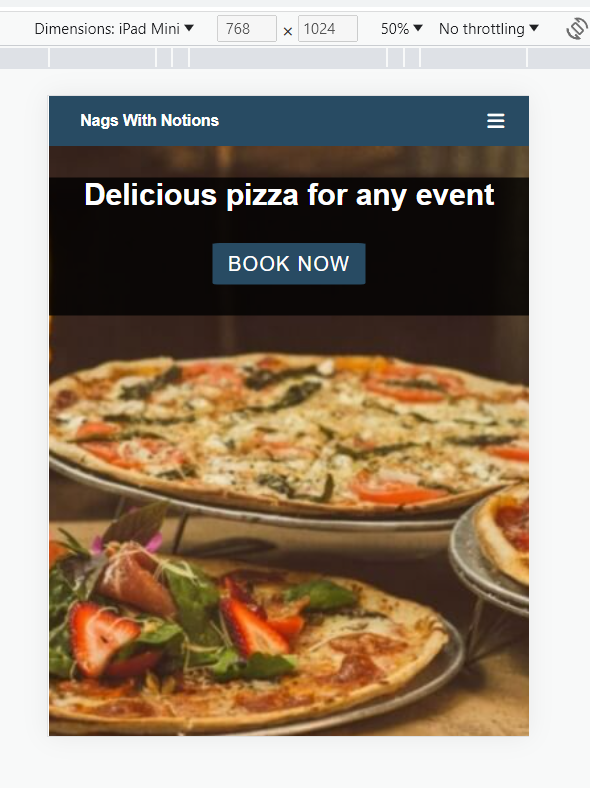 Dimensions: iPad Mini ▼ 768 × 1024 50% ▼ No throttling ▼
Nags With Notions
Delicious pizza for any event
BOOK NOW